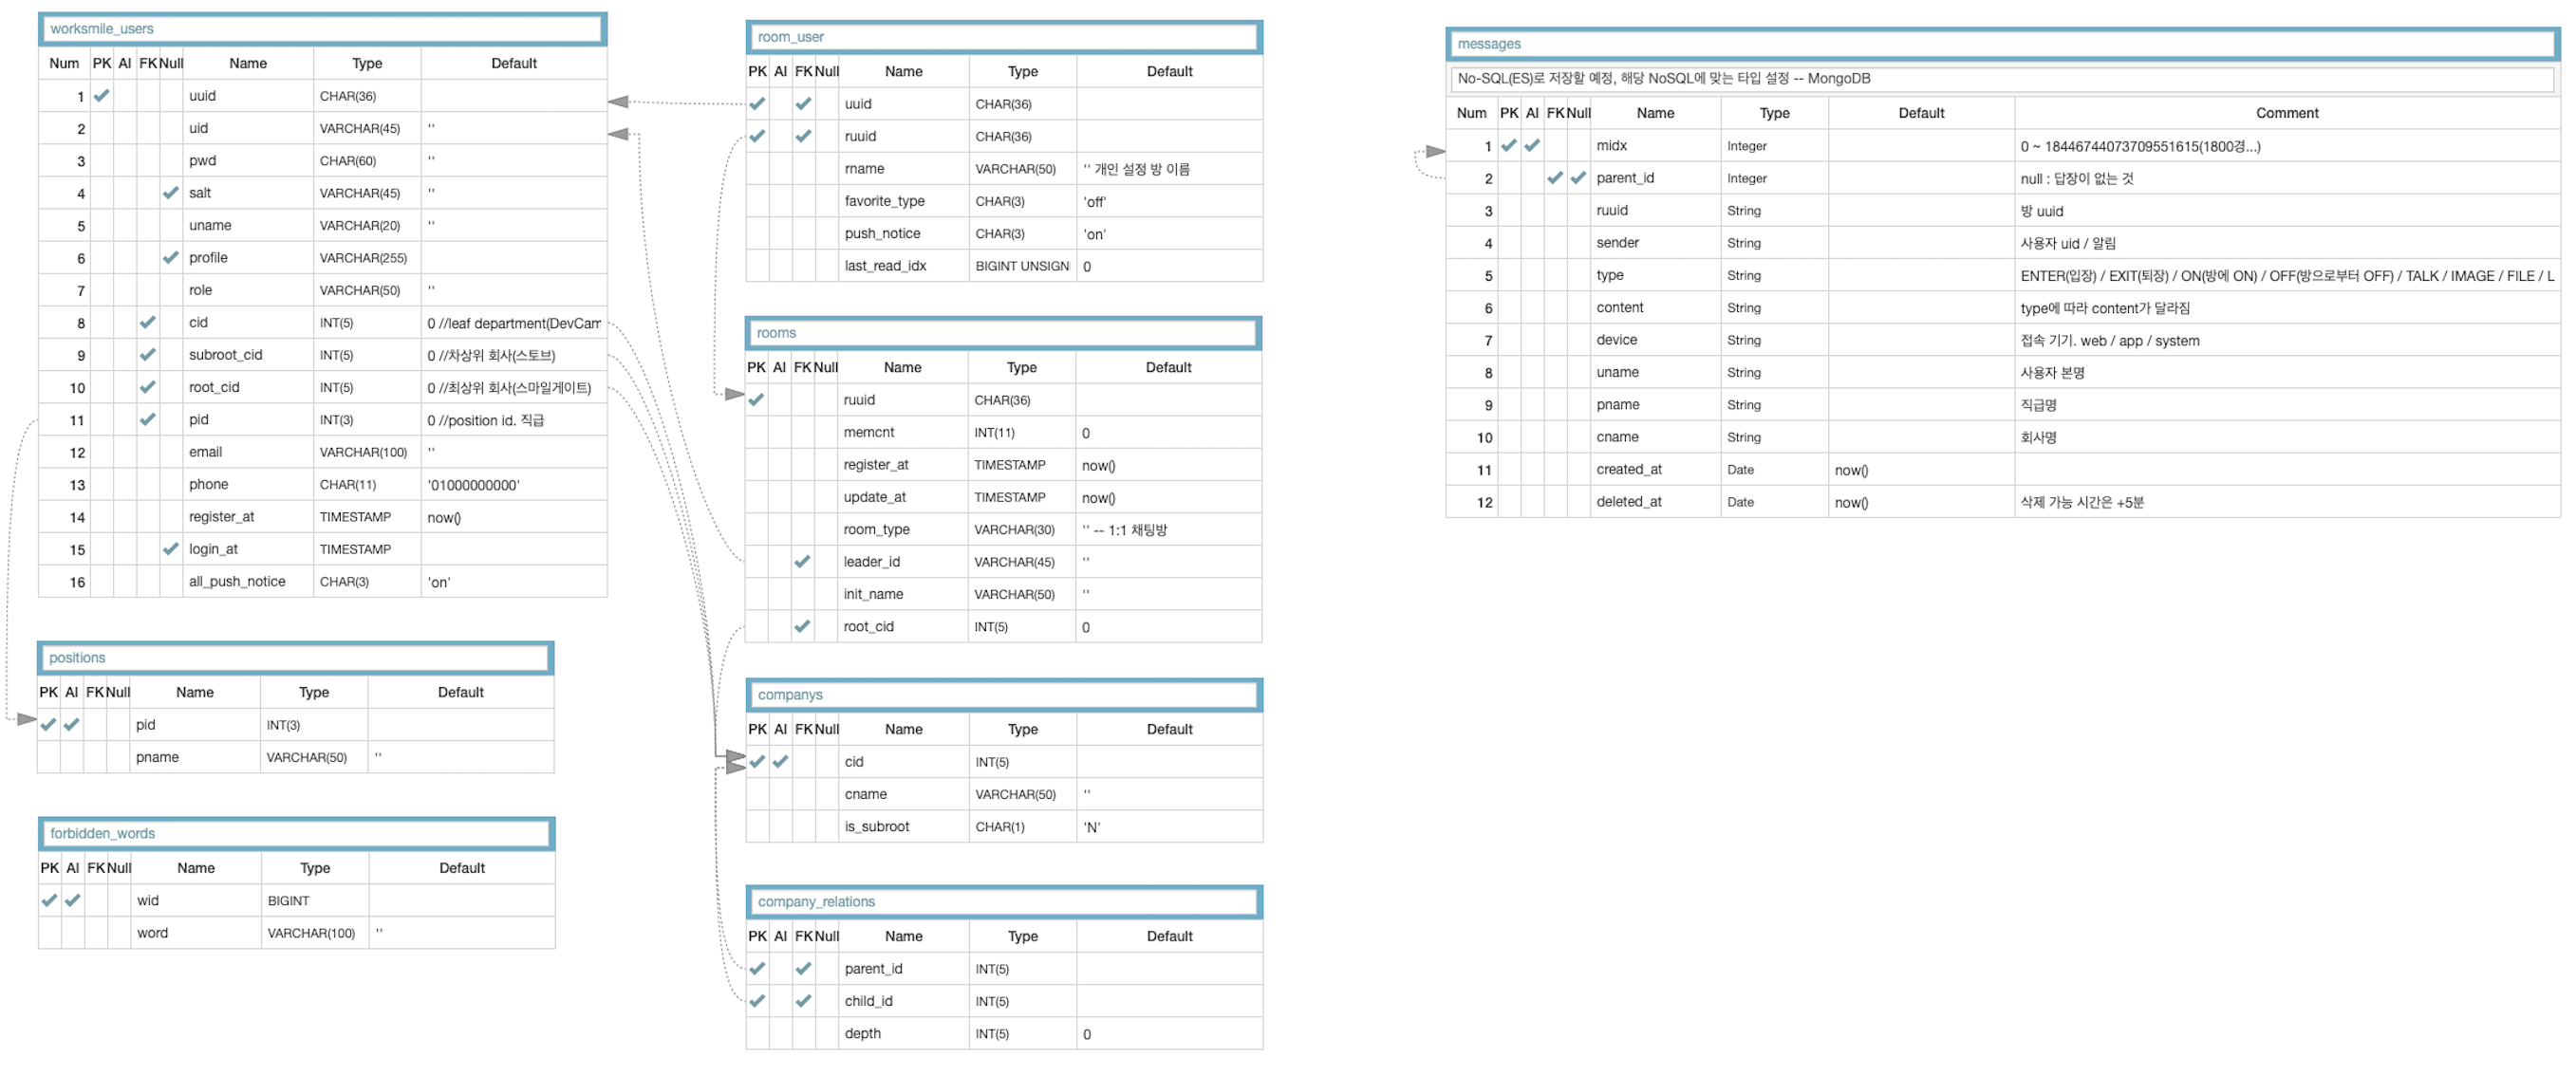 worksmile_users
Num PK AI FK Null Name Type Default
1 uuid CHAR(36)
2 uid VARCHAR(45) ''
3 pwd CHAR(60) ''
4 salt VARCHAR(45) ''
5 uname VARCHAR(20) ''
6 profile VARCHAR(255)
7 role VARCHAR(50) ''
8 cid INT(5) 0 //leaf department(DevCam
9 subroot_cid INT(5) 0 //차상위 회사(스토브)
10 root_cid INT(5) 0 //최상위 회사(스마일게이트)
11 pid INT(3) 0 //position id. 직급
12 email VARCHAR(100) ''
13 phone CHAR(11) '01000000000'
14 register_at TIMESTAMP now()
15 login_at TIMESTAMP
16 all_push_notice CHAR(3) 'on'
positions
PK AI FK Null Name Type Default
pid INT(3)
pname VARCHAR(50) ''
forbidden_words
PK AI FK Null Name Type Default
wid BIGINT
word VARCHAR(100) ''
room_user
PK AI FK Null Name Type Default
uuid CHAR(36)
ruuid CHAR(36)
rname VARCHAR(50) '' 개인 설정 방 이름
favorite_type CHAR(3) 'off'
push_notice CHAR(3) 'on'
last_read_idx BIGINT UNSIGN 0
rooms
PK AI FK Null Name Type Default
ruuid CHAR(36)
memcnt INT(11) 0
register_at TIMESTAMP now()
update_at TIMESTAMP now()
room_type VARCHAR(30) '' -- 1:1 채팅방
leader_id VARCHAR(45) ''
init_name VARCHAR(50) ''
root_cid INT(5) 0
companys
PK AI FK Null Name Type Default
cid INT(5)
cname VARCHAR(50) ''
is_subroot CHAR(1) 'N'
company_relations
PK AI FK Null Name Type Default
parent_id INT(5)
child_id INT(5)
depth INT(5) 0
messages
No-SQL(ES)로 저장할 예정, 해당 NoSQL에 맞는 타입 설정 -- MongoDB
Num PK AI FK Null Name Type Default Comment
1 midx Integer 0 ~ 18446744073709551615(1800경...)
2 parent_id Integer null : 답장이 없는 것
3 ruuid String 방 uuid
4 sender String 사용자 uid / 알림
5 type String ENTER(입장) / EXIT(퇴장) / ON(방에 ON) / OFF(방으로부터 OFF) / TALK / IMAGE / FILE / L
6 content String type에 따라 content가 달라짐
7 device String 접속 기기. web / app / system
8 uname String 사용자 본명
9 pname String 직급명
10 cname String 회사명
11 created_at Date now()
12 deleted_at Date now() 삭제 가능 시간은 +5분